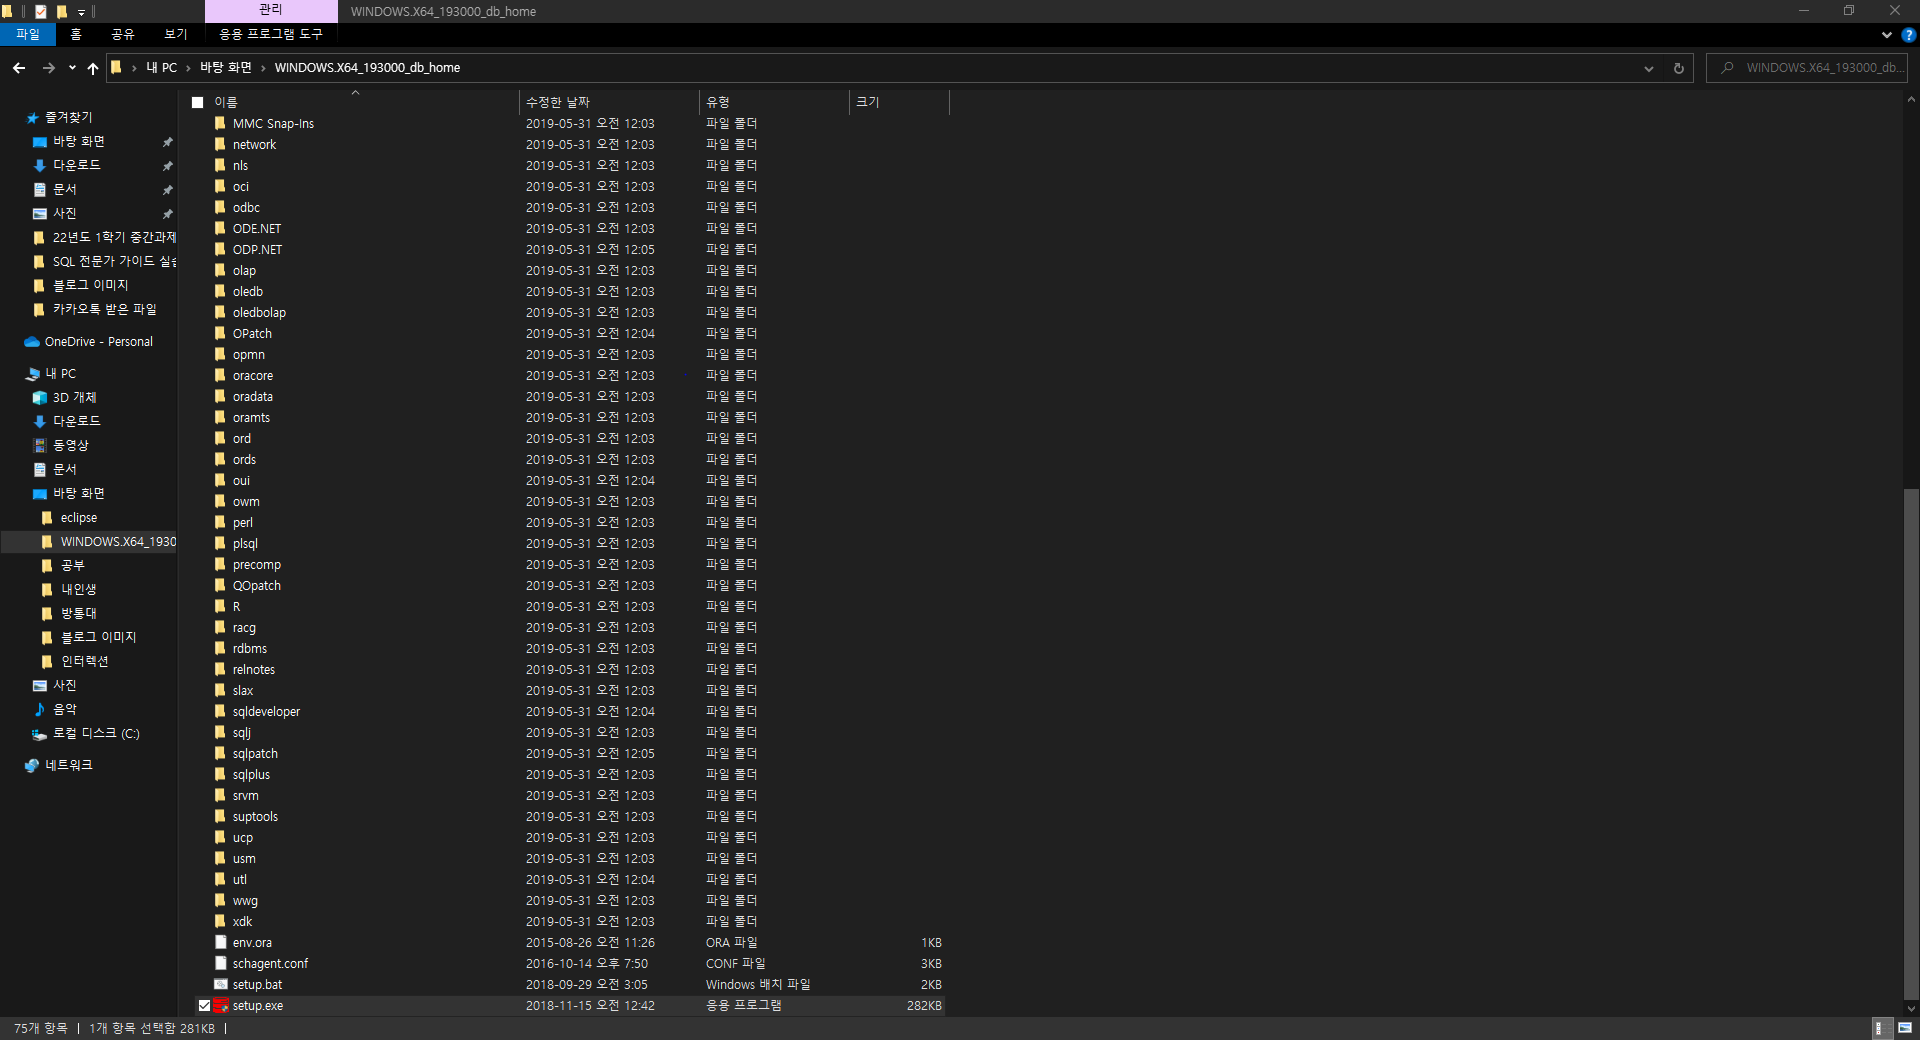 관리
WINDOWS.X64_193000_db_home
파일 홈 공유 보기 응용 프로그램 도구
내 PC 바탕 화면 WINDOWS.X64_193000_db_home
WINDOWS.X64_193000_db...
즐겨찾기
바탕 화면
다운로드
문서
사진
22년도 1학기 중간과제
SQL 전문가 가이드 실습
블로그 이미지
카카오톡 받은 파일
OneDrive - Personal
내 PC
3D 개체
다운로드
동영상
문서
바탕 화면
eclipse
WINDOWS.X64_1930
공부
내인생
방통대
블로그 이미지
인터렉션
사진
음악
로컬 디스크 (C:)
네트워크
이름 수정한 날짜 유형 크기
MMC Snap-Ins 2019-05-31 오전 12:03 파일 폴더
network 2019-05-31 오전 12:03 파일 폴더
nls 2019-05-31 오전 12:03 파일 폴더
oci 2019-05-31 오전 12:03 파일 폴더
odbc 2019-05-31 오전 12:03 파일 폴더
ODE.NET 2019-05-31 오전 12:03 파일 폴더
ODP.NET 2019-05-31 오전 12:05 파일 폴더
olap 2019-05-31 오전 12:03 파일 폴더
oledb 2019-05-31 오전 12:03 파일 폴더
oledbolap 2019-05-31 오전 12:03 파일 폴더
OPatch 2019-05-31 오전 12:04 파일 폴더
opmn 2019-05-31 오전 12:03 파일 폴더
oracore 2019-05-31 오전 12:03 파일 폴더
oradata 2019-05-31 오전 12:03 파일 폴더
oramts 2019-05-31 오전 12:03 파일 폴더
ord 2019-05-31 오전 12:03 파일 폴더
ords 2019-05-31 오전 12:03 파일 폴더
oui 2019-05-31 오전 12:04 파일 폴더
owm 2019-05-31 오전 12:03 파일 폴더
perl 2019-05-31 오전 12:03 파일 폴더
plsql 2019-05-31 오전 12:03 파일 폴더
precomp 2019-05-31 오전 12:03 파일 폴더
QOpatch 2019-05-31 오전 12:03 파일 폴더
R 2019-05-31 오전 12:03 파일 폴더
racg 2019-05-31 오전 12:03 파일 폴더
rdbms 2019-05-31 오전 12:03 파일 폴더
relnotes 2019-05-31 오전 12:03 파일 폴더
slax 2019-05-31 오전 12:03 파일 폴더
sqldeveloper 2019-05-31 오전 12:04 파일 폴더
sqlj 2019-05-31 오전 12:03 파일 폴더
sqlpatch 2019-05-31 오전 12:05 파일 폴더
sqlplus 2019-05-31 오전 12:03 파일 폴더
srvm 2019-05-31 오전 12:03 파일 폴더
suptools 2019-05-31 오전 12:03 파일 폴더
ucp 2019-05-31 오전 12:03 파일 폴더
usm 2019-05-31 오전 12:03 파일 폴더
utl 2019-05-31 오전 12:04 파일 폴더
wwg 2019-05-31 오전 12:03 파일 폴더
xdk 2019-05-31 오전 12:03 파일 폴더
env.ora 2015-08-26 오전 11:26 ORA 파일 1KB
schagent.conf 2016-10-14 오후 7:50 CONF 파일 3KB
setup.bat 2018-09-29 오전 3:05 Windows 배치 파일 2KB
setup.exe 2018-11-15 오전 12:42 응용 프로그램 282KB
75개 항목 | 1개 항목 선택함 281KB |